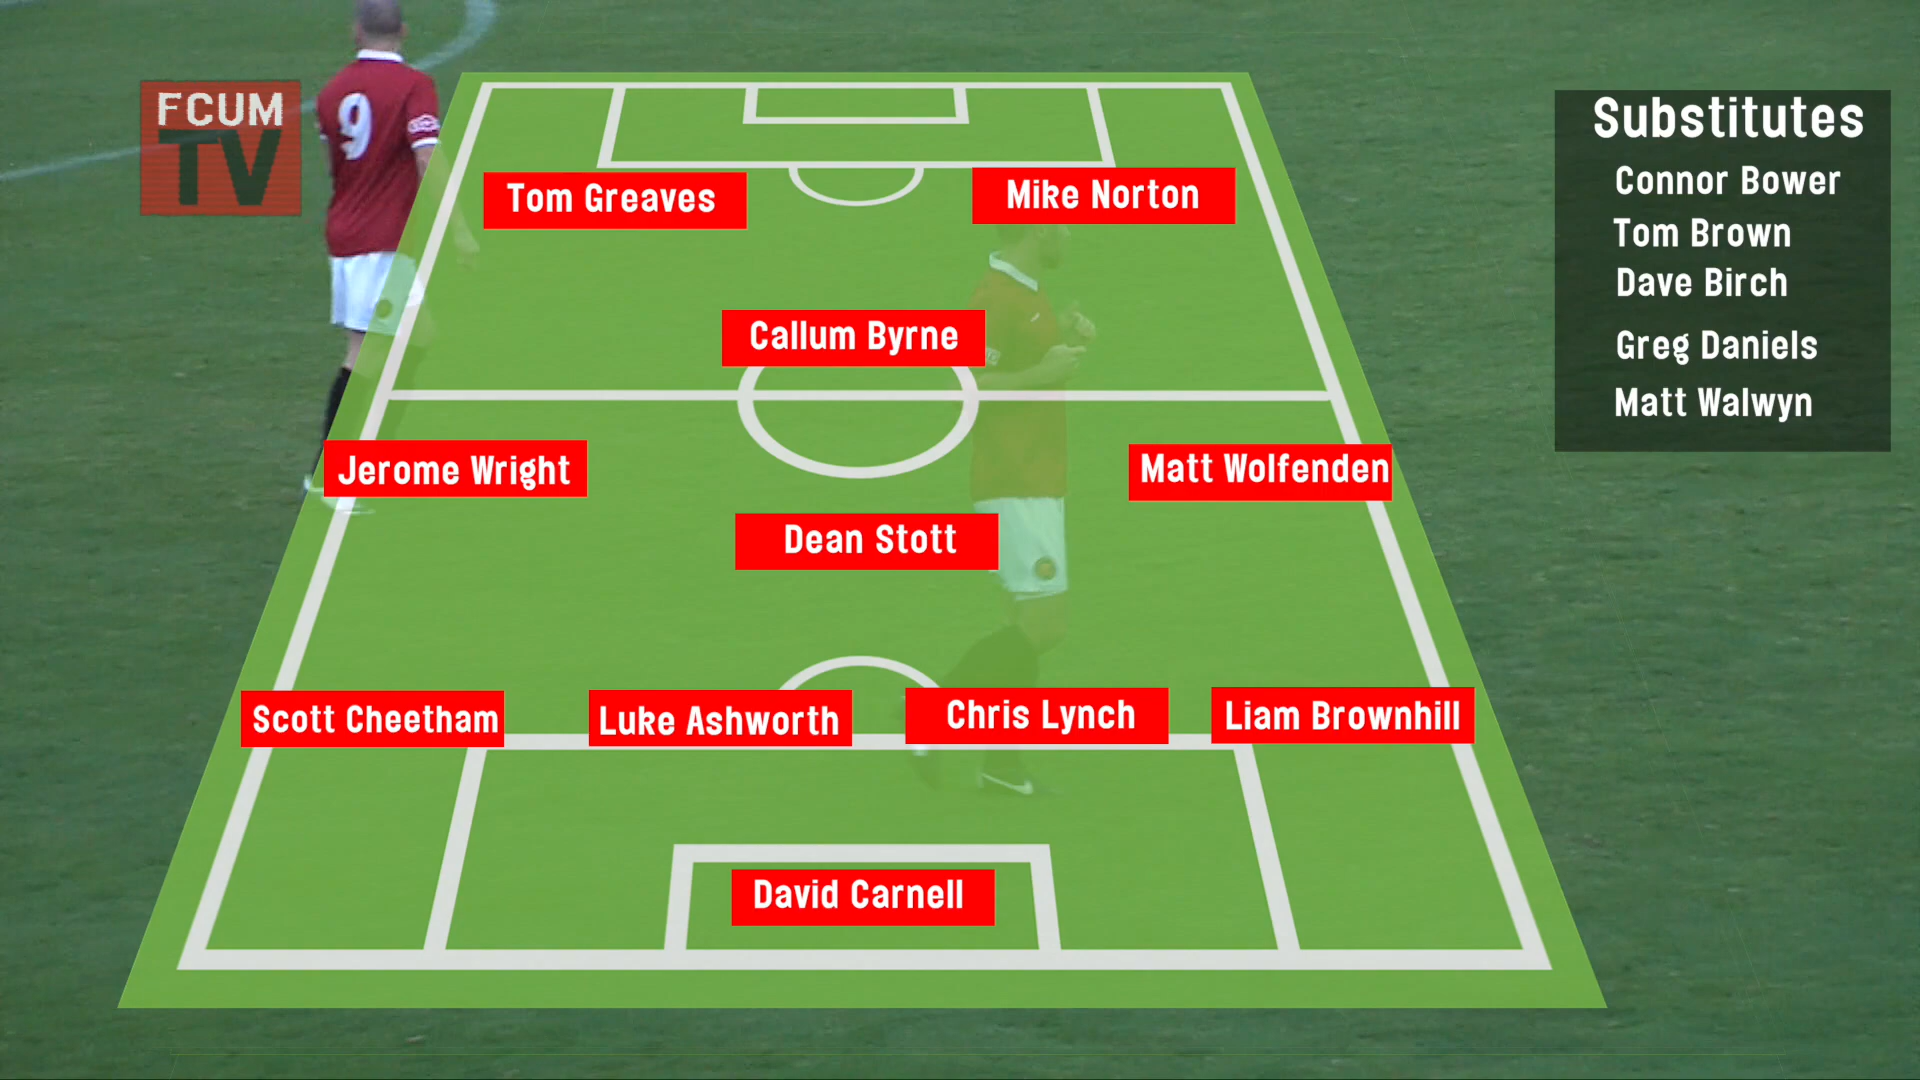 FCUM
TV
9
Tom Greaves
Mike Norton
Callum Byrne
Jerome Wright
Matt Wolfenden
Dean Stott
Scott Cheetham
Luke Ashworth
Chris Lynch
Liam Brownhill
David Carnell
Substitutes
Connor Bower
Tom Brown
Dave Birch
Greg Daniels
Matt Walwyn